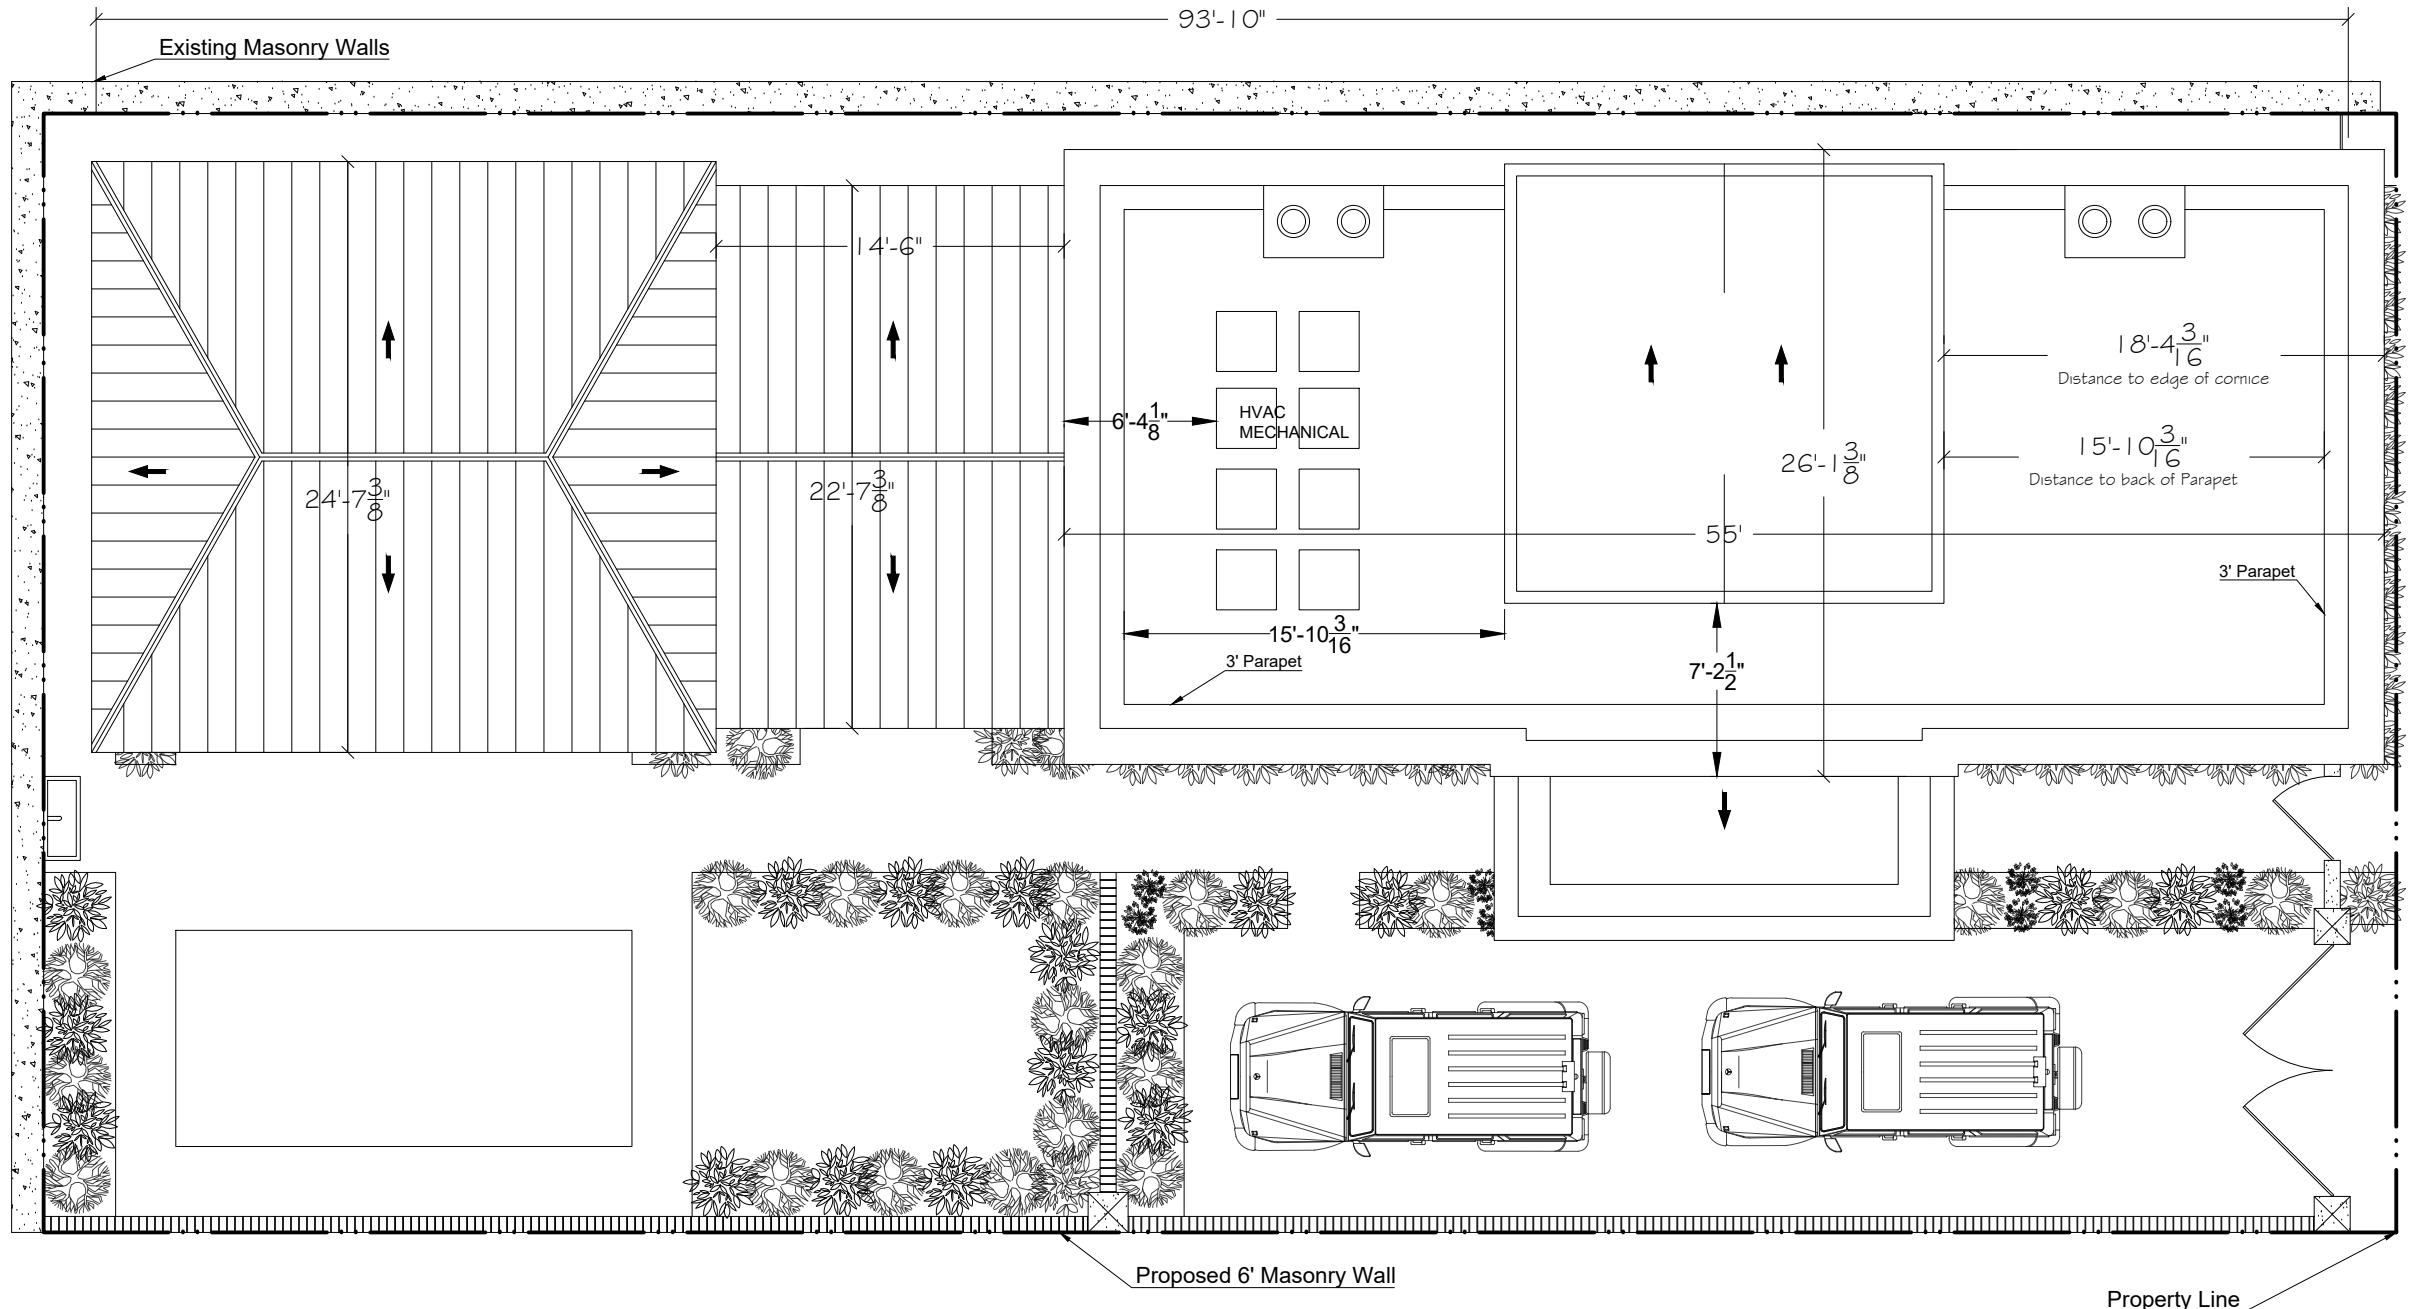 93'-10"
Existing Masonry Walls
14'-6"
18'-4 3/16"
Distance to edge of cornice
6'-4 1/8"
HVAC
MECHANICAL
15'-10 3/16"
Distance to back of Parapet
26'-1 3/8"
24'-7 3/8"
22'-7 3/8"
55'
3' Parapet
15'-10 3/16"
3' Parapet
7'-2 1/2"
Proposed 6' Masonry Wall
Property Line